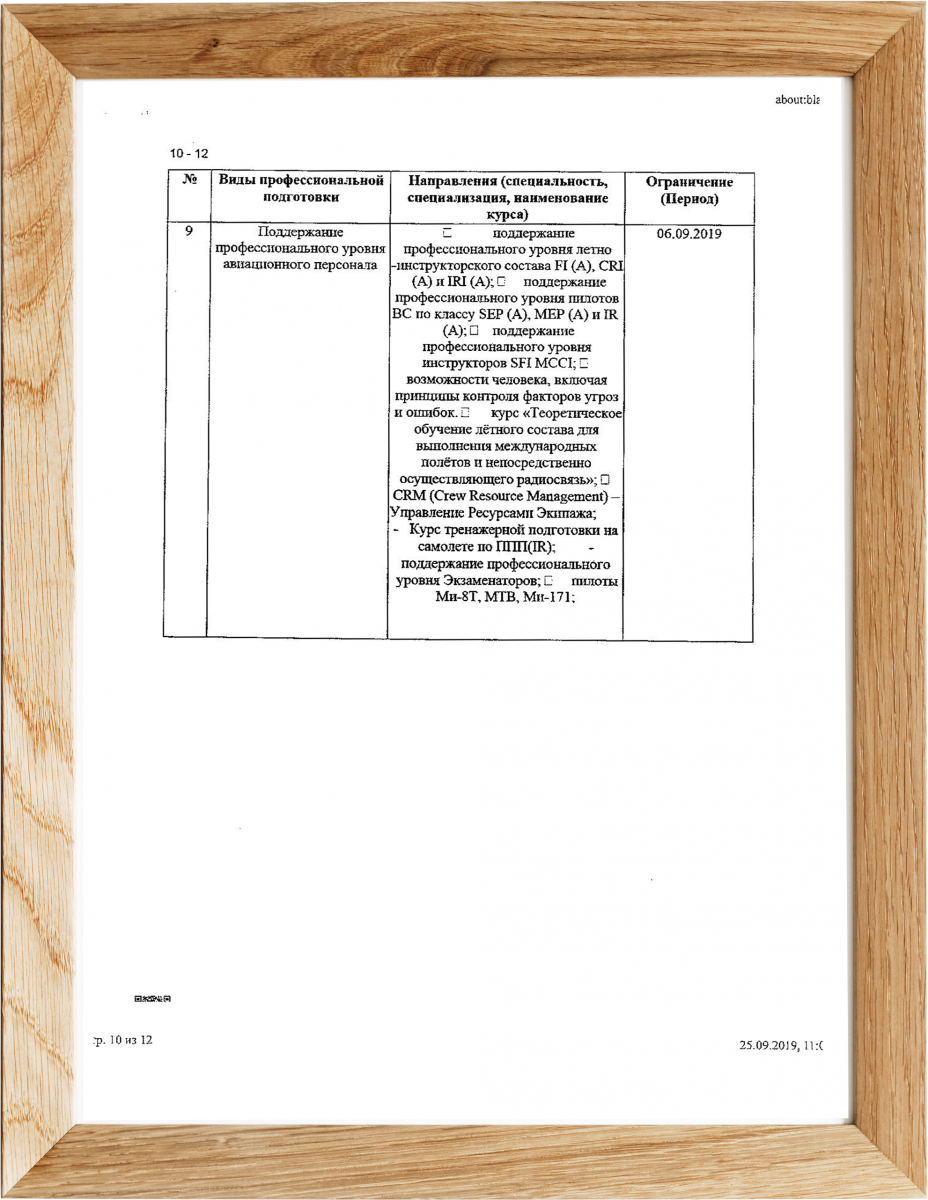 about:bla
10 - 12
№ Виды профессиональной подготовки Направления (специальность, специализация, наименование курса) Ограничение (Период)
9
Поддержание
профессионального уровня
авиационного персонала
☐ поддержание
профессионального уровня летно
-инструкторского состава FI (A), CRI
(A) и IRI (A); ☐ поддержание
профессионального уровня пилотов
ВС по классу SEP (A), MEP (A) и IR
(A); ☐ поддержание
профессионального уровня
инструкторов SFI MCCI; ☐
возможности человека, включая
принципы контроля факторов угроз
и ошибок. ☐ курс «Теоретическое
обучение лётного состава для
выполнения международных
полётов и непосредственно
осуществляющего радиосвязь»; ☐
CRM (Crew Resource Management) –
Управление Ресурсами Экипажа;
- Курс тренажерной подготовки на
самолете по ППП(IR); -
поддержание профессионального
уровня Экзаменаторов; ☐ пилоты
Ми-8Т, МТВ, Ми-171;
06.09.2019
тр. 10 из 12
25.09.2019, 11:0